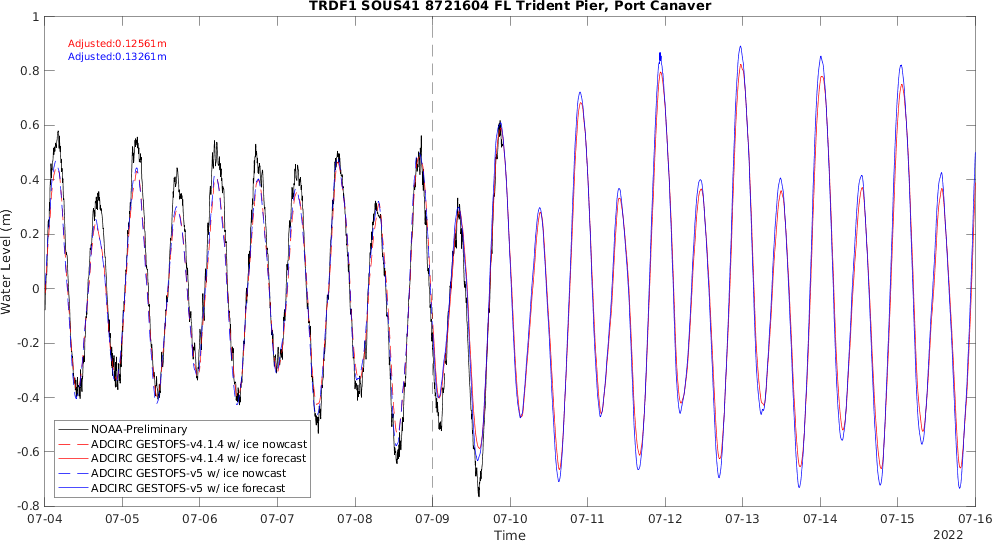 TRDF1 SOUS41 8721604 FL Trident Pier, Port Canaver
Adjusted:0.12561m
Adjusted:0.13261m
Water Level (m)
1
0.8
0.6
0.4
0.2
0
-0.2
-0.4
-0.6
-0.8
NOAA-Preliminary
ADCIRC GESTOFS-v4.1.4 w/ ice nowcast
ADCIRC GESTOFS-v4.1.4 w/ ice forecast
ADCIRC GESTOFS-v5 w/ ice nowcast
ADCIRC GESTOFS-v5 w/ ice forecast
07-04 07-05 07-06 07-07 07-08 07-09 07-10 07-11 07-12 07-13 07-14 07-15 07-16
Time
2022